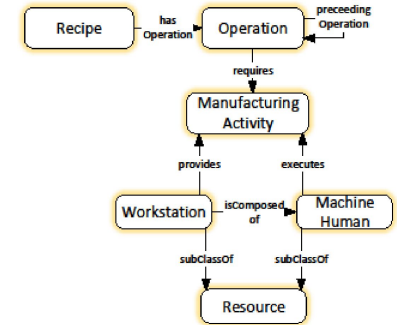 Recipe
has
Operation
Operation
preceeding
Operation
requires
Manufacturing
Activity
provides
executes
Workstation
isComposed
of
Machine
Human
subClassOf
subClassOf
Resource